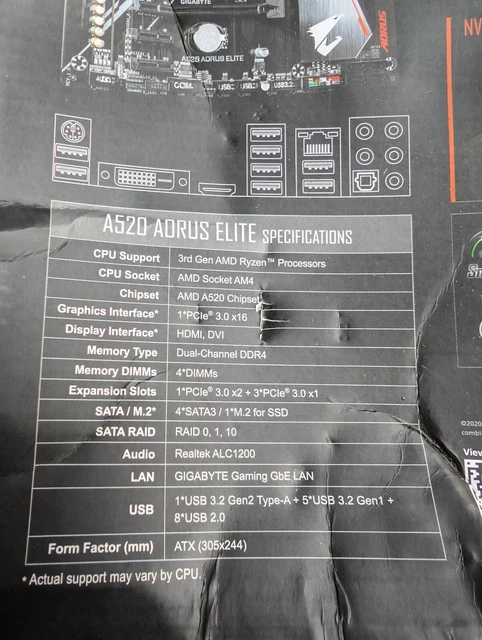 GIGABYTE
A520 AORUS ELITE
AORUS
COM
USB3.2
NV
A520 AORUS ELITE SPECIFICATIONS
CPU Support 3rd Gen AMD Ryzen™ Processors
CPU Socket AMD Socket AM4
Chipset AMD A520 Chipset
Graphics Interface* 1*PCIe® 3.0 x16
Display Interface* HDMI, DVI
Memory Type Dual-Channel DDR4
Memory DIMMs 4*DIMMs
Expansion Slots 1*PCIe® 3.0 x2 + 3*PCIe® 3.0 x1
SATA / M.2* 4*SATA3 / 1*M.2 for SSD
SATA RAID RAID 0, 1, 10
Audio Realtek ALC1200
LAN GIGABYTE Gaming GbE LAN
USB 1*USB 3.2 Gen2 Type-A + 5*USB 3.2 Gen1 +
8*USB 2.0
Form Factor (mm) ATX (305x244)
* Actual support may vary by CPU.
©2020
combi
View